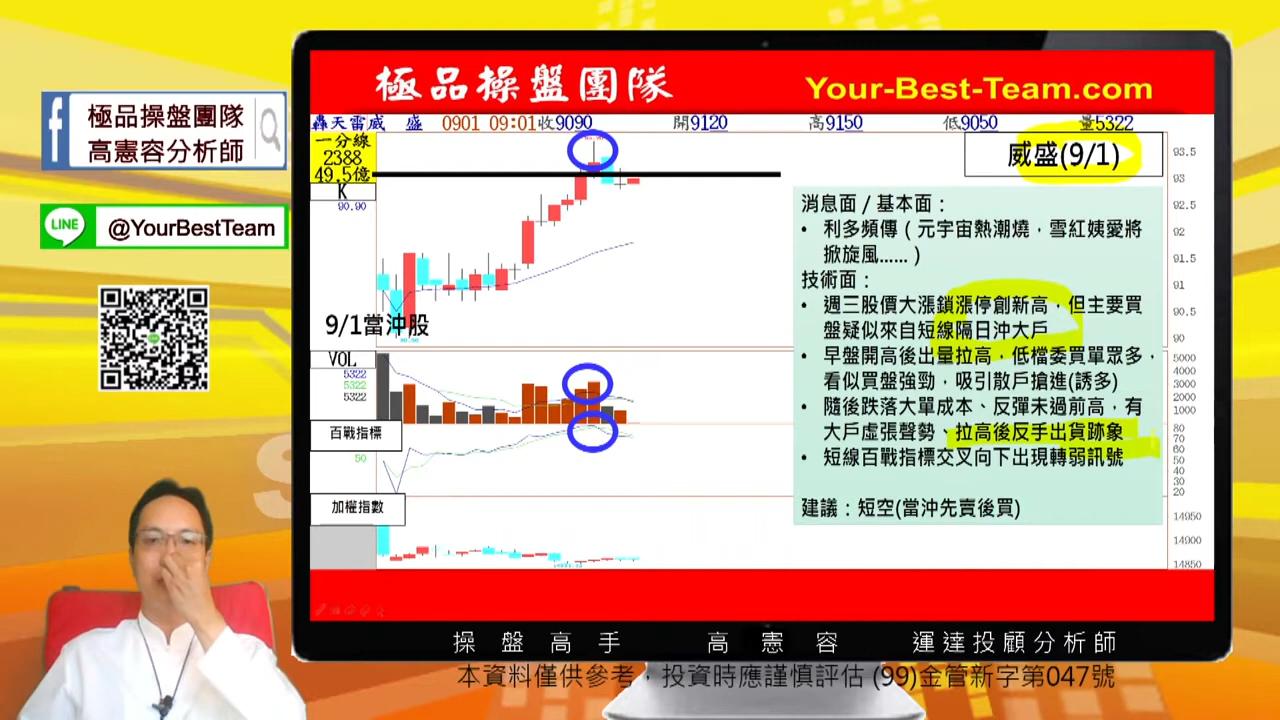 極品操盤團隊
高憲容分析師
LINE
@YourBestTeam
極品操盤團隊
Your-Best-Team.com
轟天雷威 盛 0901 09:01收9090 開9120 高9150 低9050 量5322
一分線
2388
49.5億
K
90.90
9/1當沖股
93.5
93
92.5
92
91.5
91
90.5
90
威盛(9/1)
消息面 / 基本面：
• 利多頻傳（元宇宙熱潮燒，雪紅姨愛將
掀旋風......）
技術面：
• 週三股價大漲鎖漲停創新高，但主要買
盤疑似來自短線隔日沖大戶
• 早盤開高後出量拉高，低檔委買單眾多，
看似買盤強勁，吸引散戶搶進(誘多)
• 隨後跌落大單成本、反彈未過前高，有
大戶虛張聲勢、拉高後反手出貨跡象
• 短線百戰指標交叉向下出現轉弱訊號
建議：短空(當沖先賣後買)
VOL
5322
5322
5322
5000
4000
3000
2000
1000
百戰指標
50
80
70
60
50
40
30
20
加權指數
14950
14900
14850
操盤高手 高憲容 運達投顧分析師
本資料僅供參考，投資時應謹慎評估 (99)金管新字第047號